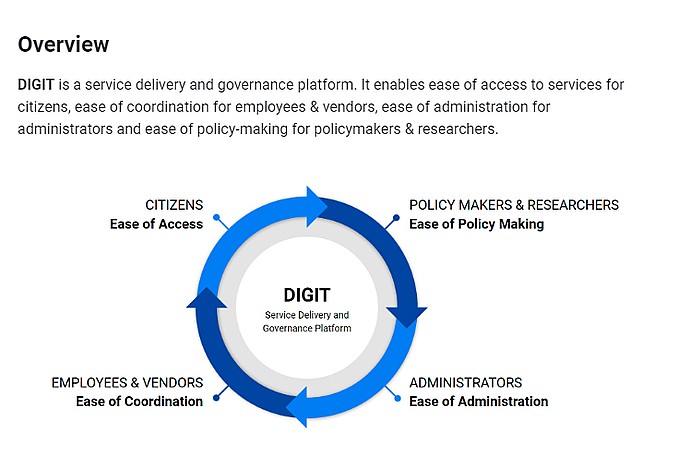 Overview
DIGIT is a service delivery and governance platform. It enables ease of access to services for
citizens, ease of coordination for employees & vendors, ease of administration for
administrators and ease of policy-making for policymakers & researchers.
CITIZENS
Ease of Access
POLICY MAKERS & RESEARCHERS
Ease of Policy Making
DIGIT
Service Delivery and
Governance Platform
EMPLOYEES & VENDORS
Ease of Coordination
ADMINISTRATORS
Ease of Administration